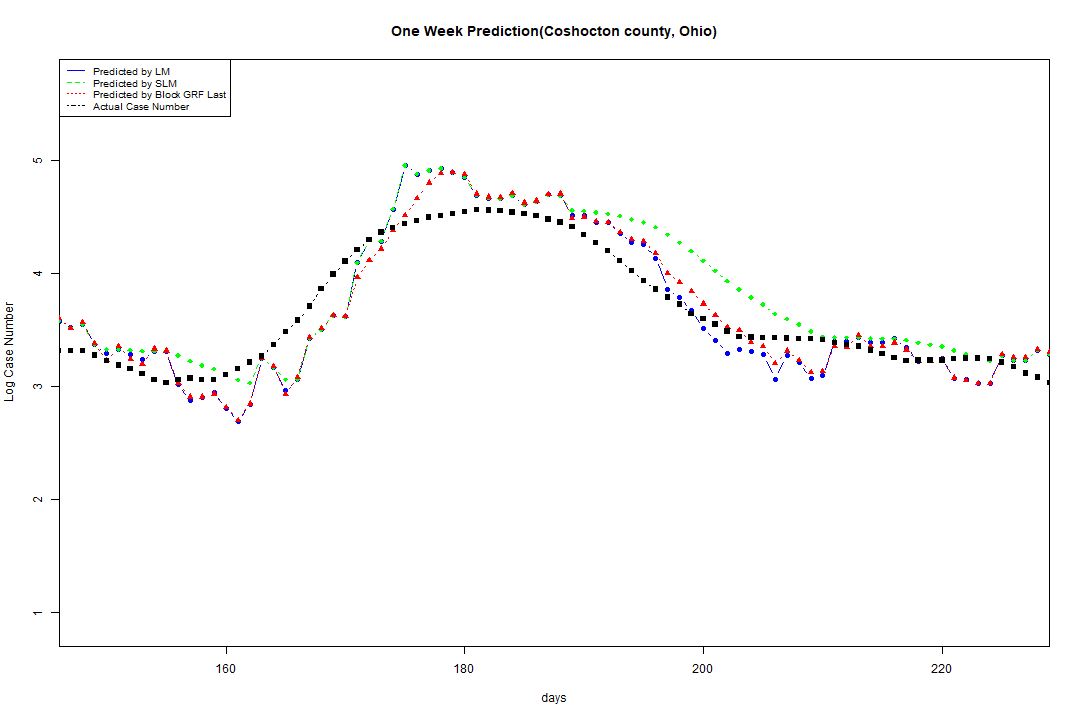 One Week Prediction(Coshocton county, Ohio)
Predicted by LM
Predicted by SLM
Predicted by Block GRF Last
Actual Case Number
5
4
3
2
1
Log Case Number
160 180 200 220
days